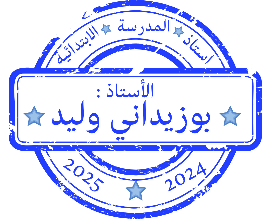 أستاذ المدرسة الابتدائية
الأستاذ :
بوزيداني وليد
2024
2025